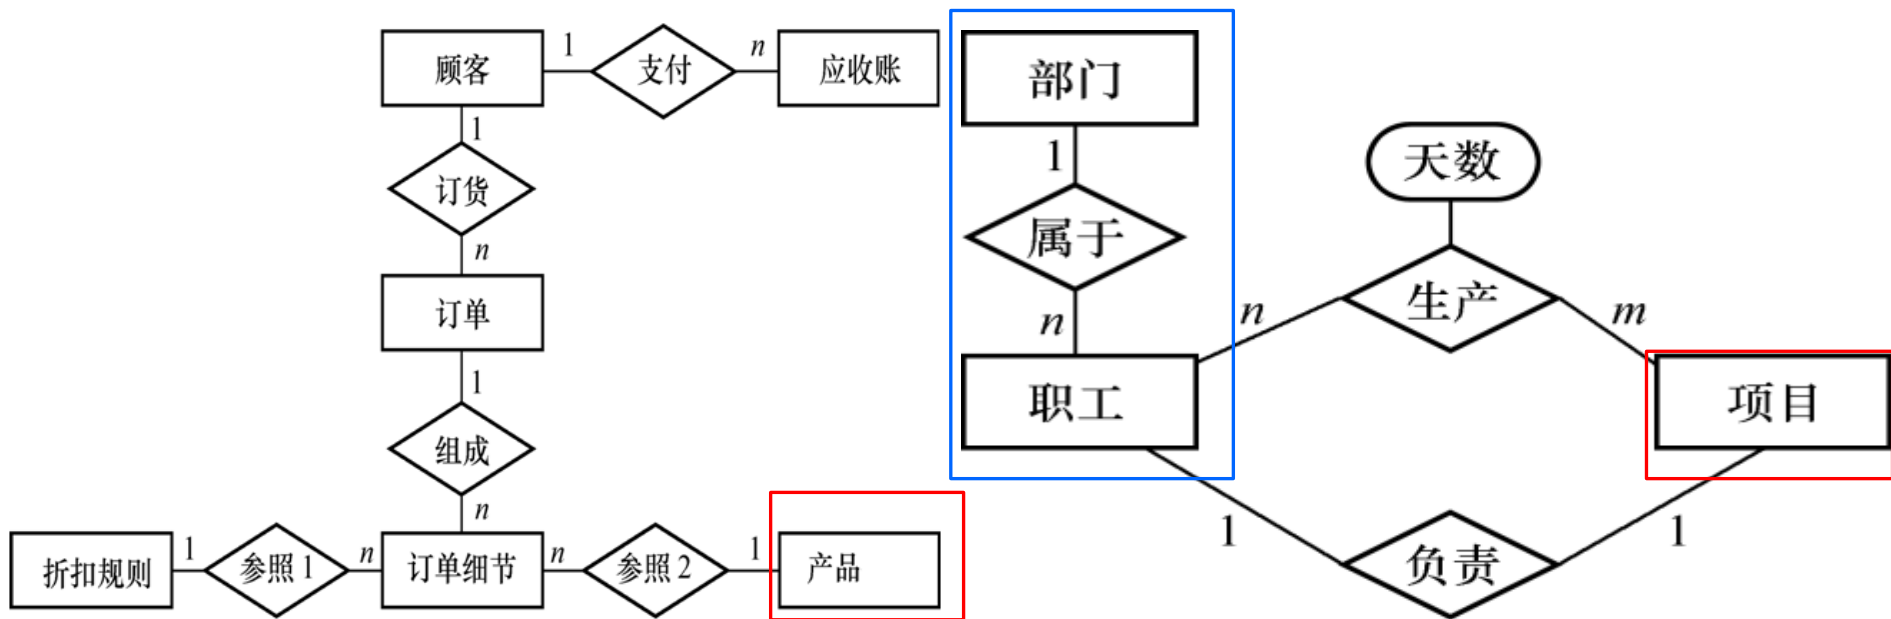 顾客
1
支付
n
应收账
1
订货
n
订单
1
组成
n
折扣规则
1
参照1
n
订单细节
n
参照2
1
产品
部门
1
属于
n
职工
天数
n
生产
m
项目
1
负责
1